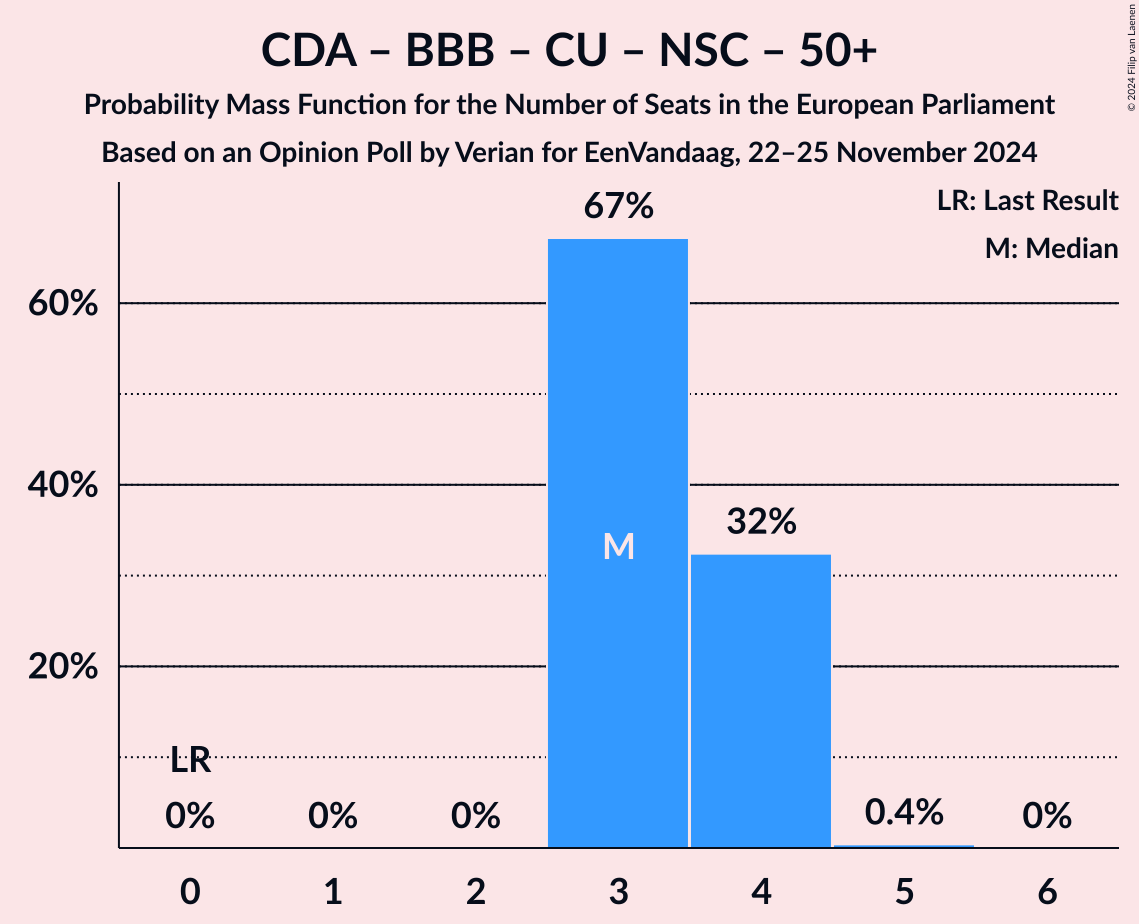 CDA – BBB – CU – NSC – 50+
Probability Mass Function for the Number of Seats in the European Parliament
Based on an Opinion Poll by Verian for EenVandaag, 22–25 November 2024
© 2024 Filip van Laenen
LR: Last Result
M: Median
67%
60%
40%
32%
M
20%
LR
0%
0%
0%
0.4%
0%
0 1 2 3 4 5 6